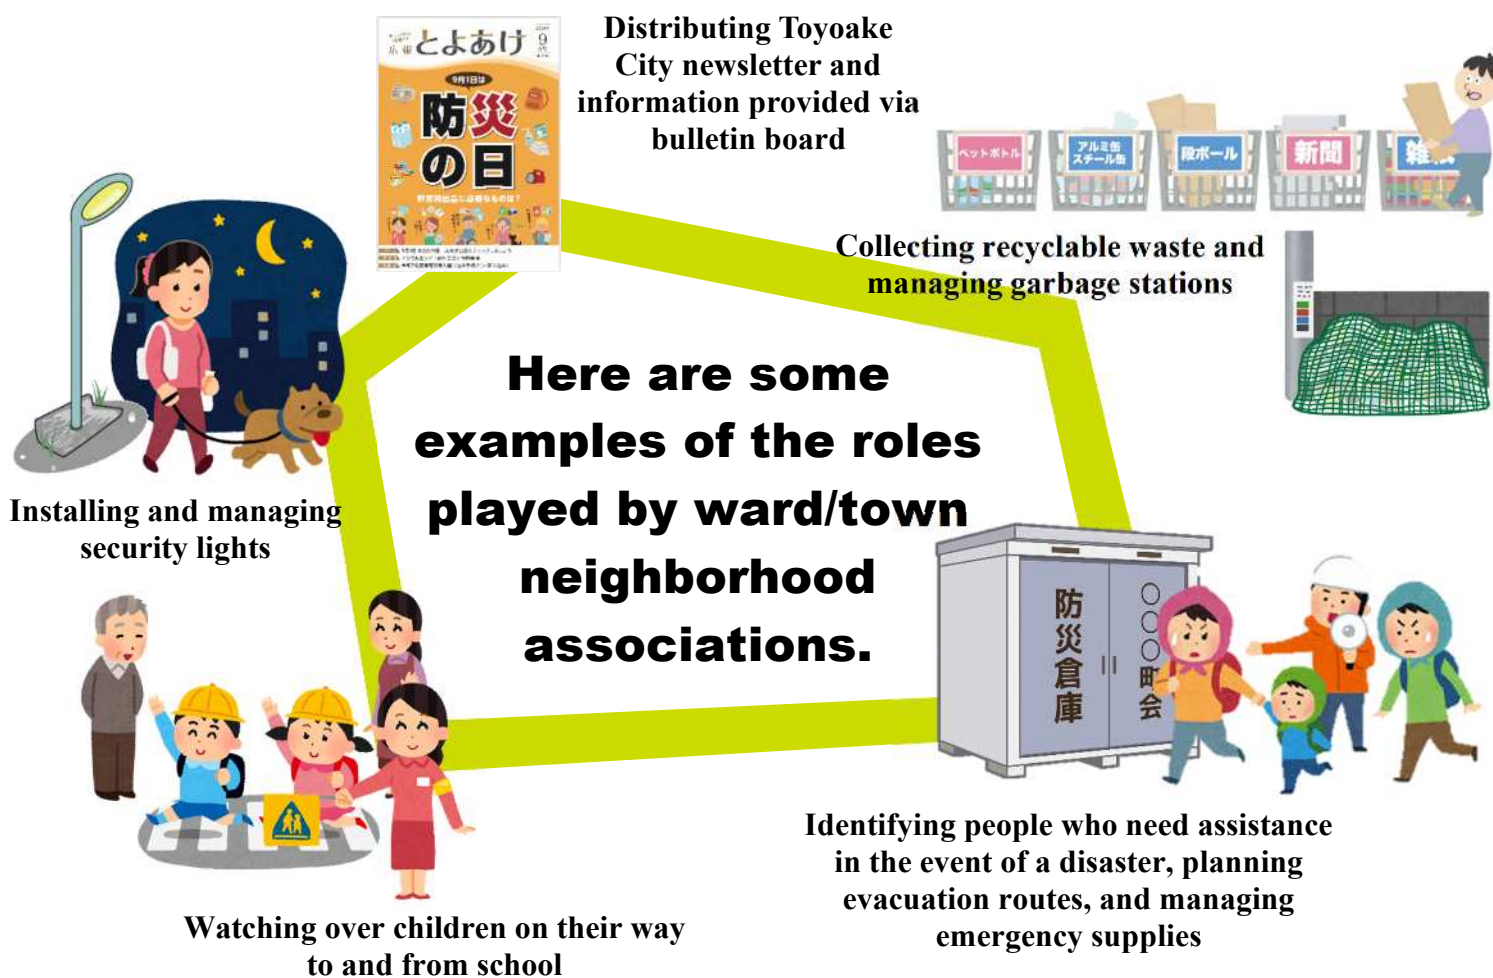 広報 とよあけ
9
9月1日は
防災
の日
Distributing Toyoake
City newsletter and
information provided via
bulletin board
ペットボトル
アルミ缶
スチール缶
段ボール
新聞
Collecting recyclable waste and
managing garbage stations
Installing and managing
security lights
Here are some
examples of the roles
played by ward/town
neighborhood
associations.
防災倉庫
〇〇〇町会
Watching over children on their way
to and from school
Identifying people who need assistance
in the event of a disaster, planning
evacuation routes, and managing
emergency supplies